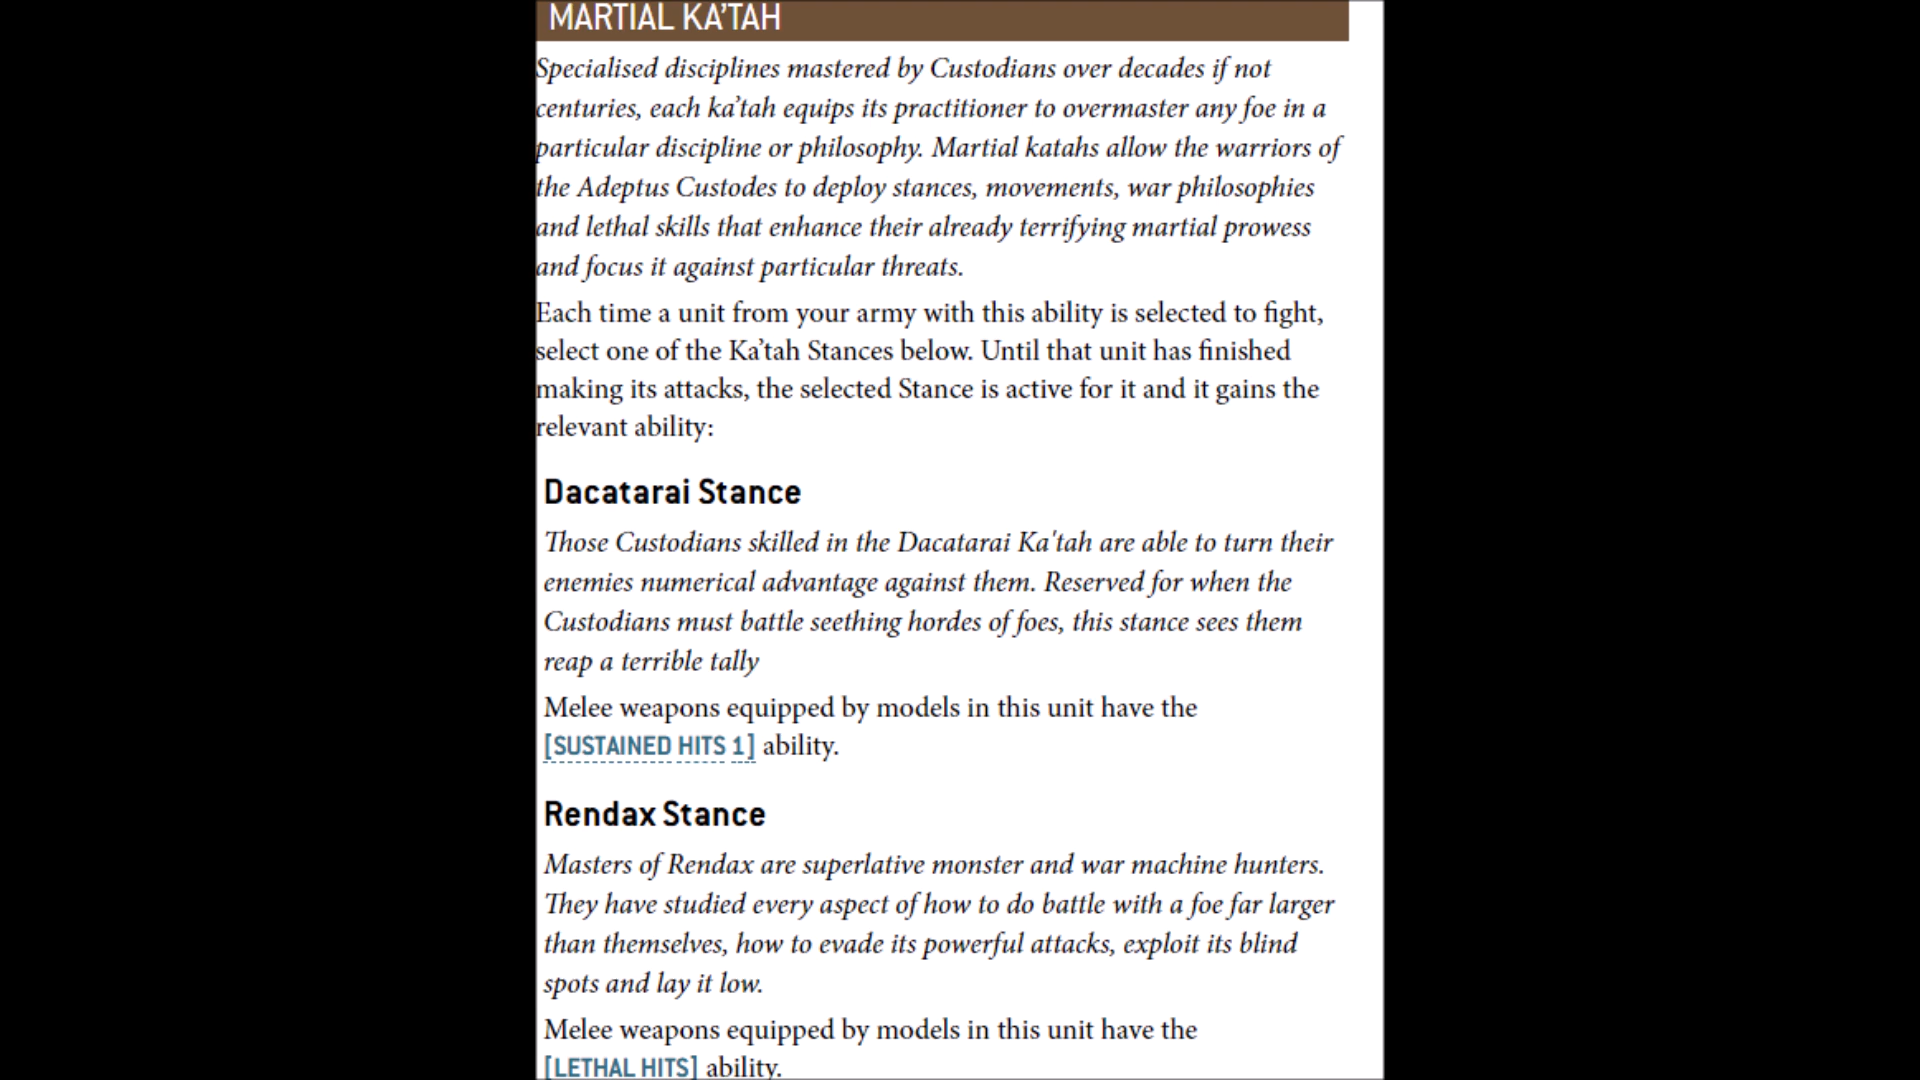 MARTIAL KA’TAH
Specialised disciplines mastered by Custodians over decades if not
centuries, each ka’tah equips its practitioner to overmaster any foe in a
particular discipline or philosophy. Martial katahs allow the warriors of
the Adeptus Custodes to deploy stances, movements, war philosophies
and lethal skills that enhance their already terrifying martial prowess
and focus it against particular threats.
Each time a unit from your army with this ability is selected to fight,
select one of the Ka’tah Stances below. Until that unit has finished
making its attacks, the selected Stance is active for it and it gains the
relevant ability:
Dacatarai Stance
Those Custodians skilled in the Dacatarai Ka'tah are able to turn their
enemies numerical advantage against them. Reserved for when the
Custodians must battle seething hordes of foes, this stance sees them
reap a terrible tally
Melee weapons equipped by models in this unit have the
[SUSTAINED HITS 1] ability.
Rendax Stance
Masters of Rendax are superlative monster and war machine hunters.
They have studied every aspect of how to do battle with a foe far larger
than themselves, how to evade its powerful attacks, exploit its blind
spots and lay it low.
Melee weapons equipped by models in this unit have the
[LETHAL HITS] ability.